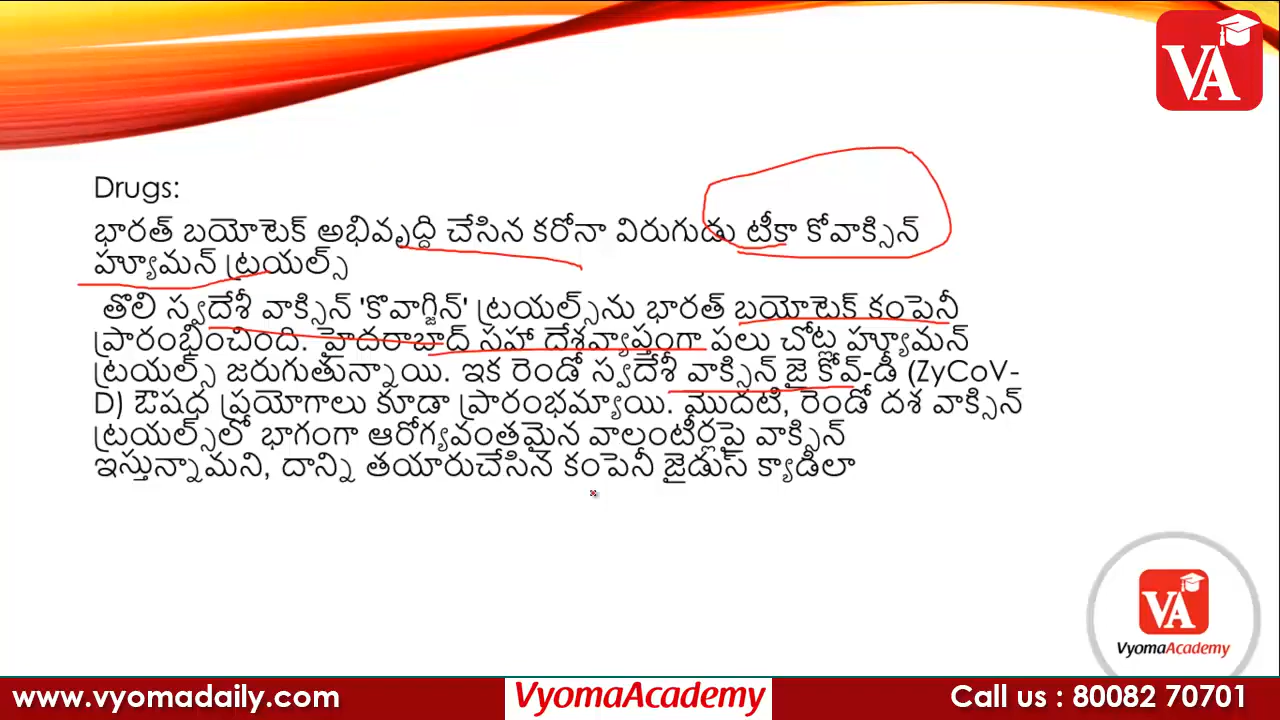 VA
Drugs:
భారత్ బయోటెక్ అభివృద్ధి చేసిన కరోనా విరుగుడు టీకా కోవాక్సిన్
హ్యూమన్ ట్రయల్స్
తొలి స్వదేశీ వాక్సిన్ 'కొవాగ్జిన్' ట్రయల్స్‌ను భారత్ బయోటెక్ కంపెనీ
ప్రారంభించింది. హైదరాబాద్ సహా దేశవ్యాప్తంగా పలు చోట్ల హ్యూమన్
ట్రయల్స్ జరుగుతున్నాయి. ఇక రెండో స్వదేశీ వాక్సిన్ జై కోవ్-డీ (ZyCoV-
D) ఔషధ ప్రయోగాలు కూడా ప్రారంభమ్యాయి. మొదటి, రెండో దశ వాక్సిన్
ట్రయల్స్‌లో భాగంగా ఆరోగ్యవంతమైన వాలంటీర్లపై వాక్సిన్
ఇస్తున్నామని, దాన్ని తయారుచేసిన కంపెనీ జైడుస్ క్యాడిలా
VA
VyomaAcademy
www.vyomadaily.com
VyomaAcademy
Call us : 80082 70701